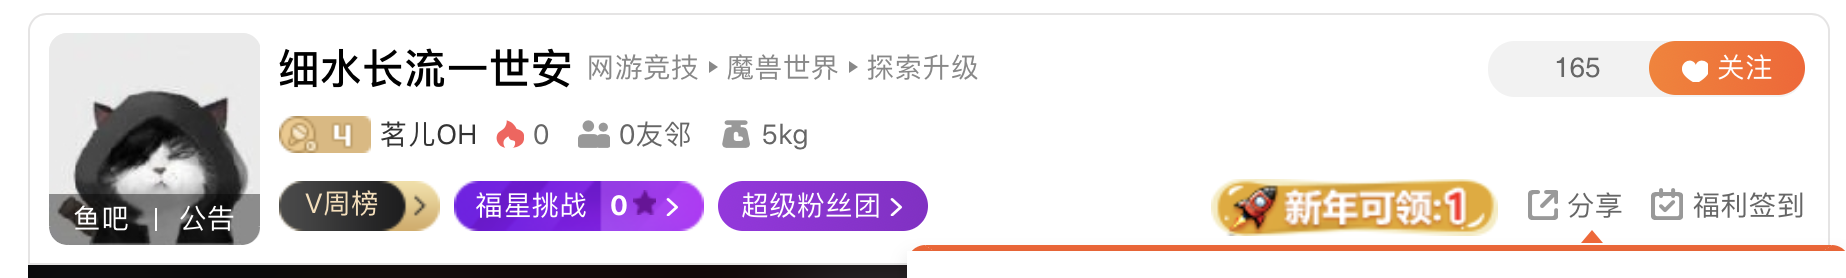 细水长流一世安 网游竞技 魔兽世界 探索升级
165 关注
4 茗儿OH 0 0友邻 5kg
V周榜 福星挑战 0 超级粉丝团
新年可领:1 分享 福利签到
鱼吧 | 公告